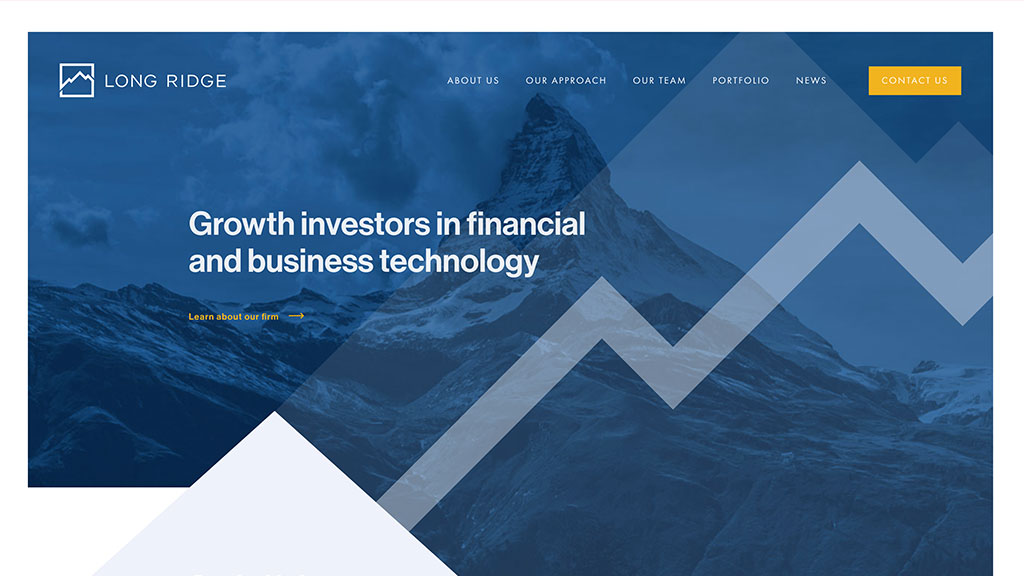 LONG RIDGE
ABOUT US
OUR APPROACH
OUR TEAM
PORTFOLIO
NEWS
CONTACT US
Growth investors in financial
and business technology
Learn about our firm